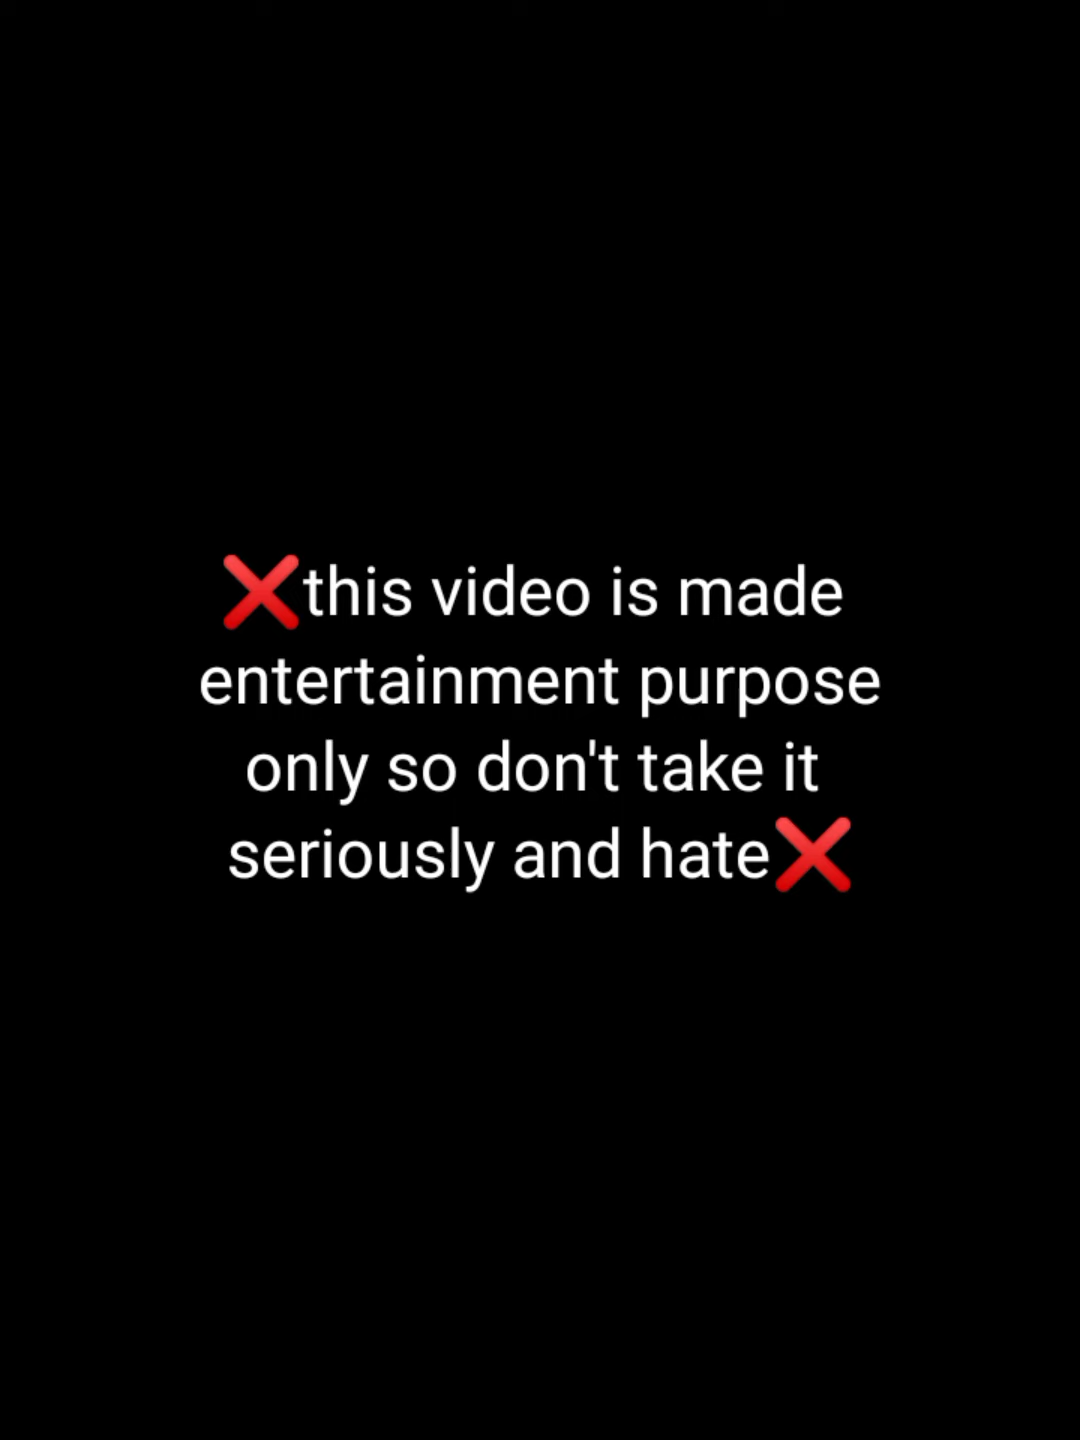 ❌this video is made
entertainment purpose
only so don't take it
seriously and hate❌